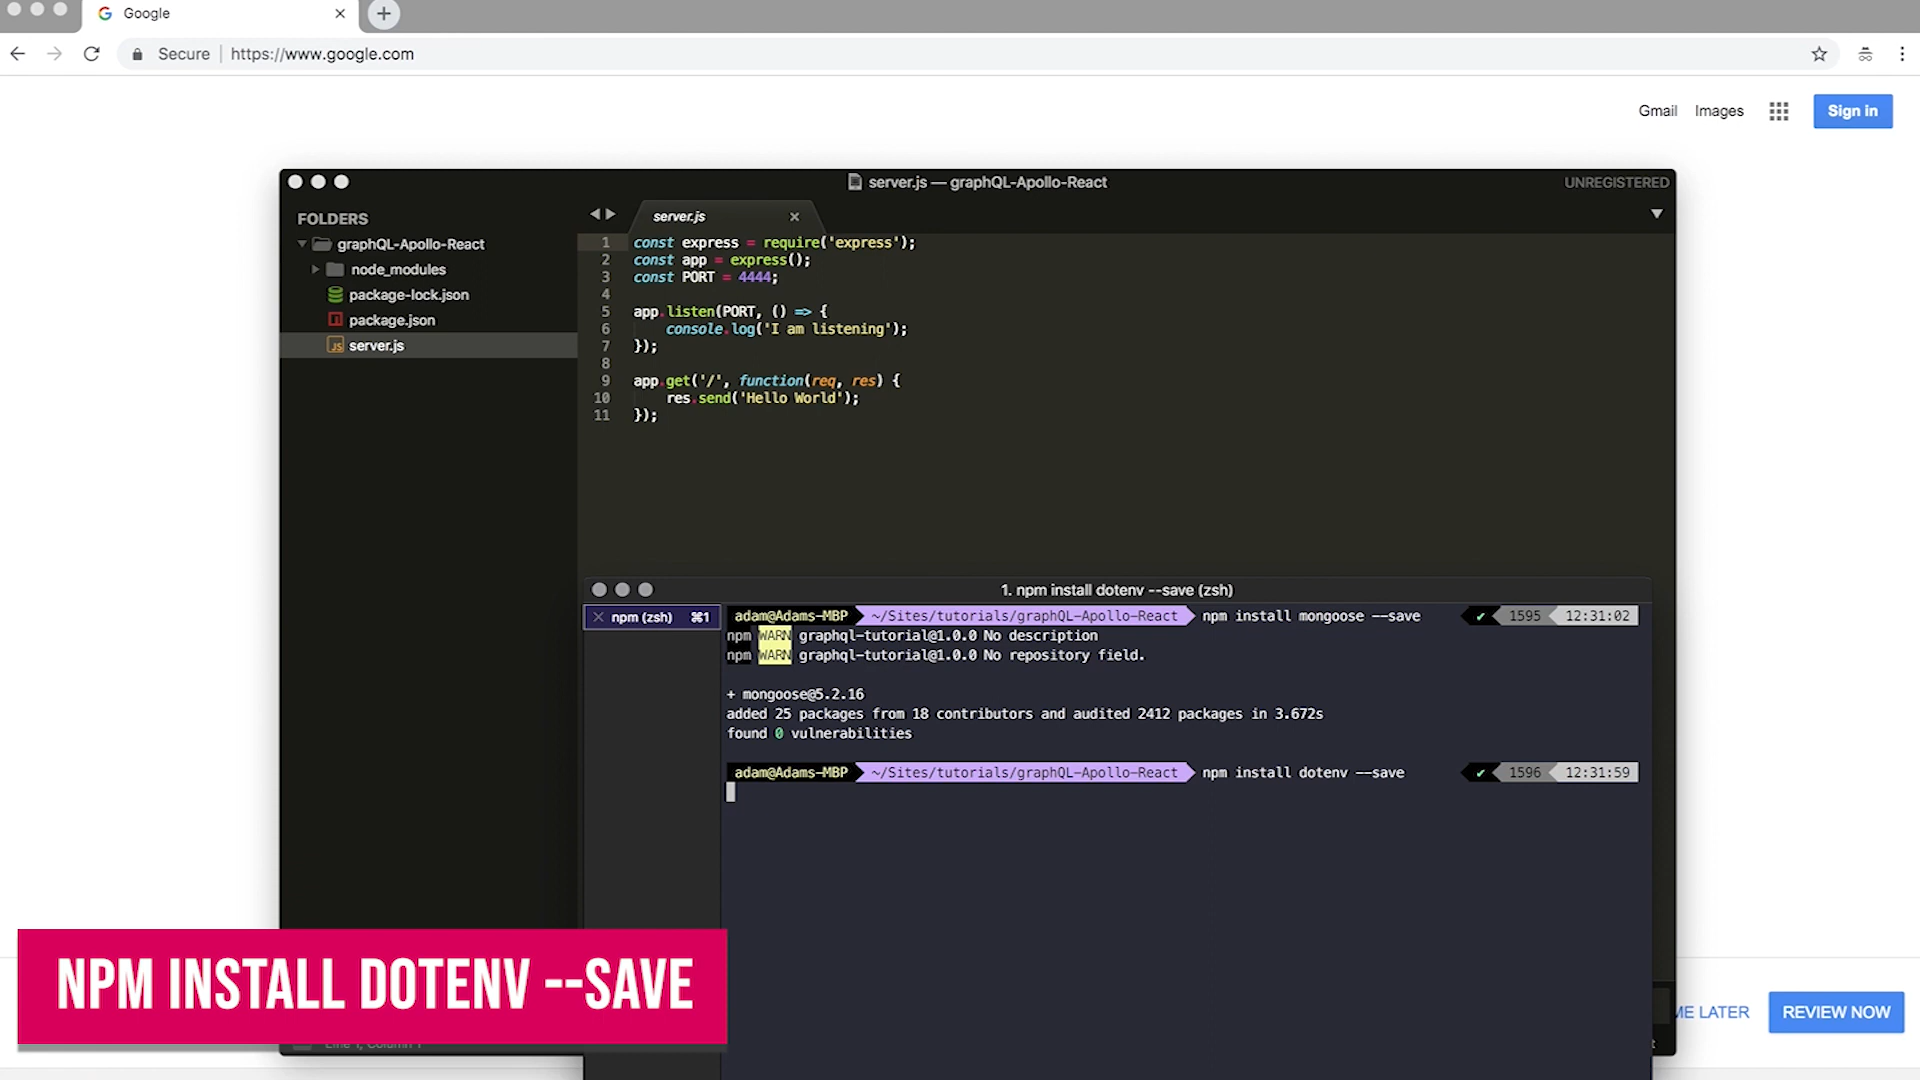 Google
Secure
https://www.google.com
Gmail
Images
Sign in
server.js — graphQL-Apollo-React
UNREGISTERED
FOLDERS
graphQL-Apollo-React
node_modules
package-lock.json
package.json
server.js
server.js
1 const express = require('express');
2 const app = express();
3 const PORT = 4444;
4
5 app.listen(PORT, () => {
6 console.log('I am listening');
7 });
8
9 app.get('/', function(req, res) {
10 res.send('Hello World');
11 });
1. npm install dotenv --save (zsh)
npm (zsh) ⌘1
adam@Adams-MBP ~/Sites/tutorials/graphQL-Apollo-React npm install mongoose --save ✔ 1595 12:31:02
npm WARN graphql-tutorial@1.0.0 No description
npm WARN graphql-tutorial@1.0.0 No repository field.
+ mongoose@5.2.16
added 25 packages from 18 contributors and audited 2412 packages in 3.672s
found 0 vulnerabilities
adam@Adams-MBP ~/Sites/tutorials/graphQL-Apollo-React npm install dotenv --save ✔ 1596 12:31:59
NPM INSTALL DOTENV --SAVE
LATER
REVIEW NOW